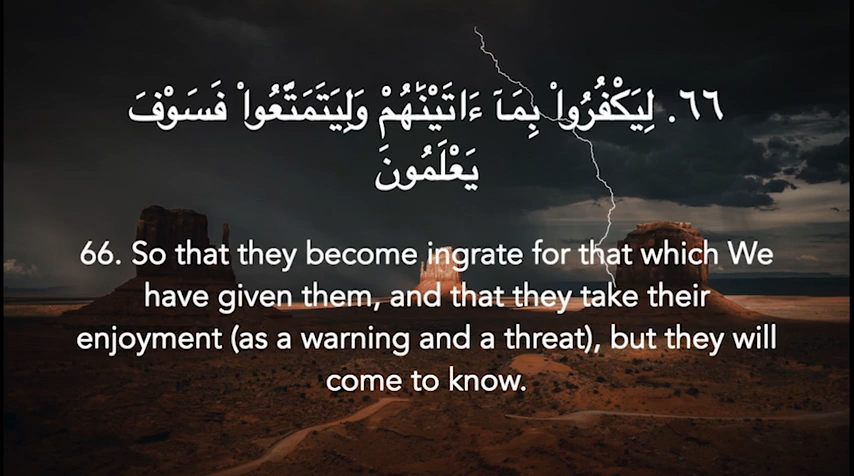 ٦٦. لِيَكْفُرُوا۟ بِمَآ ءَاتَيْنَٰهُمْ وَلِيَتَمَتَّعُوا۟ فَسَوْفَ
يَعْلَمُونَ
66. So that they become ingrate for that which We
have given them, and that they take their
enjoyment (as a warning and a threat), but they will
come to know.